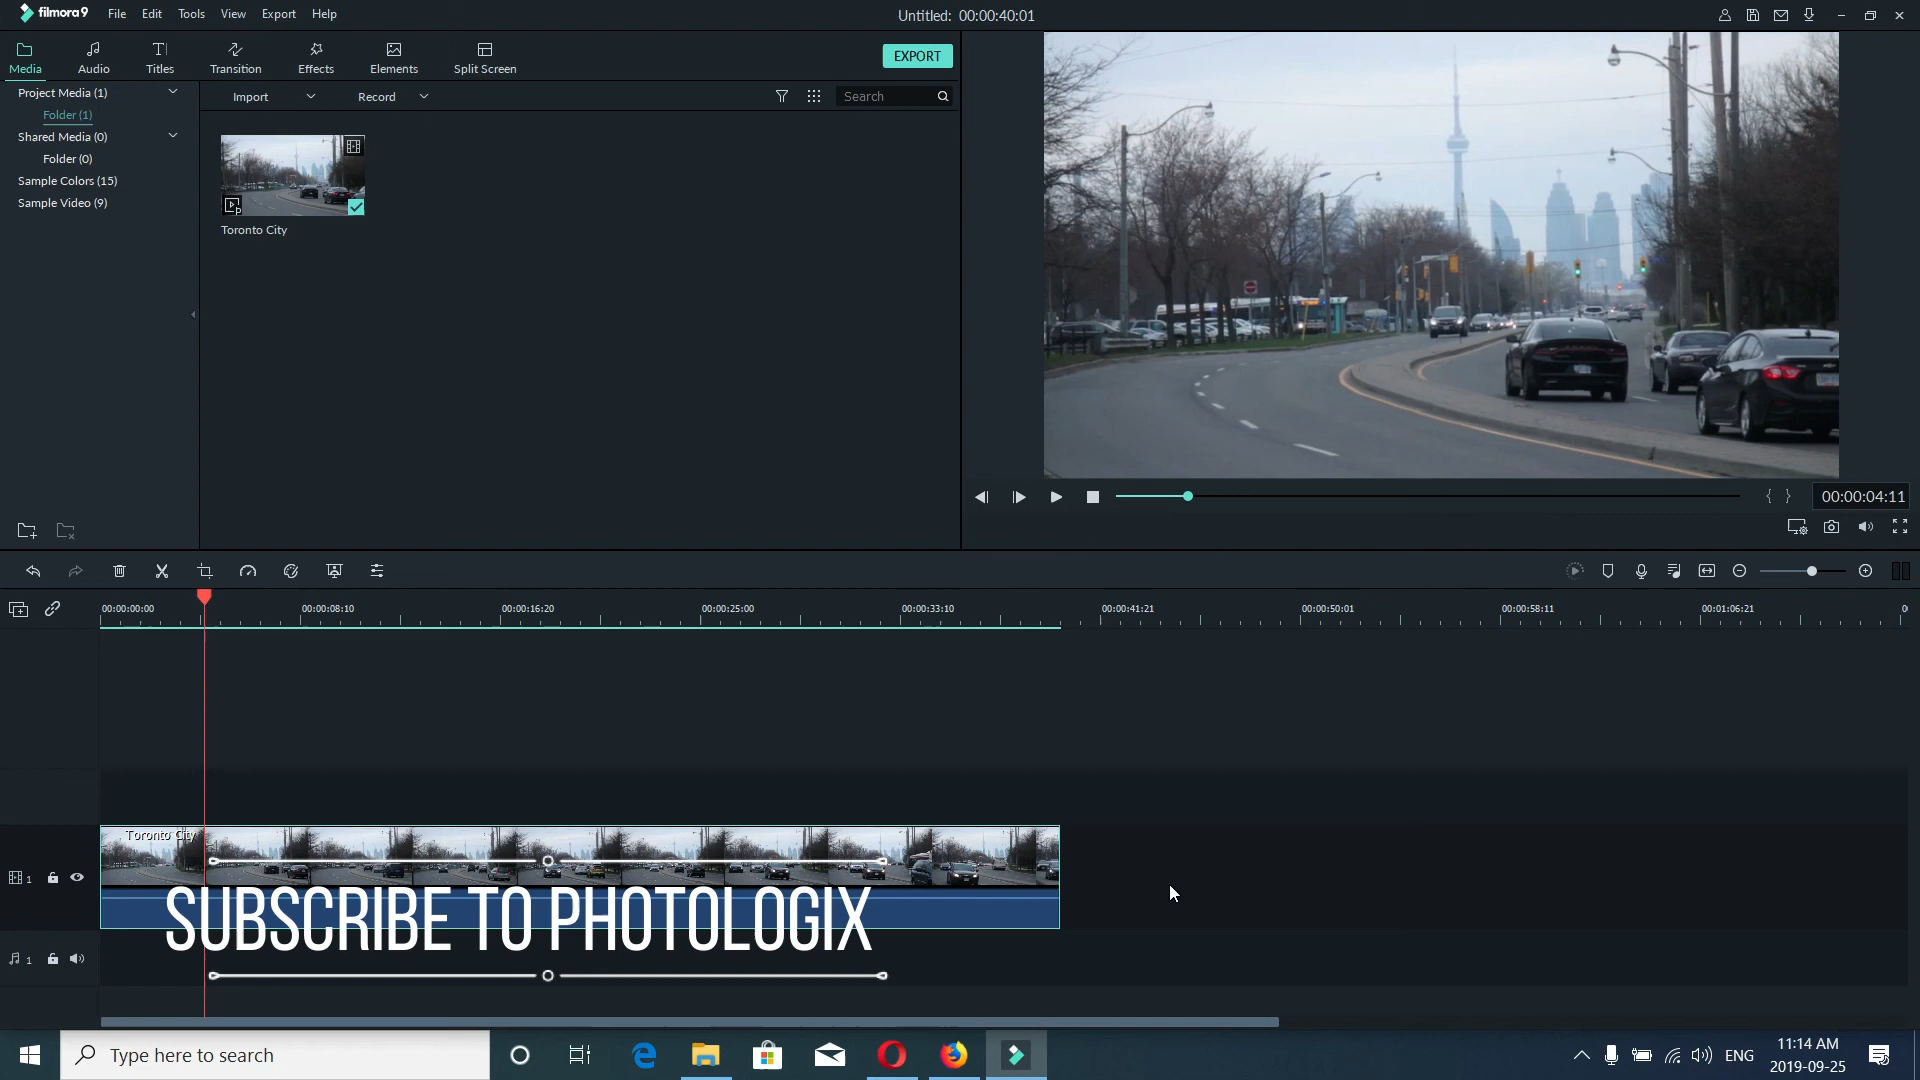 filmora9 File Edit Tools View Export Help Untitled: 00:00:40:01
Media Audio Titles Transition Effects Elements Split Screen EXPORT
Project Media (1)
Folder (1)
Shared Media (0)
Folder (0)
Sample Colors (15)
Sample Video (9)
Import Record Search
Toronto City
00:00:04:11
00:00:00:00 00:00:08:10 00:00:16:20 00:00:25:00 00:00:33:10 00:00:41:21 00:00:50:01 00:00:58:11 00:01:06:21
Toronto City
1
SUBSCRIBE TO PHOTOLOGIX
1
Type here to search
ENG
11:14 AM
2019-09-25